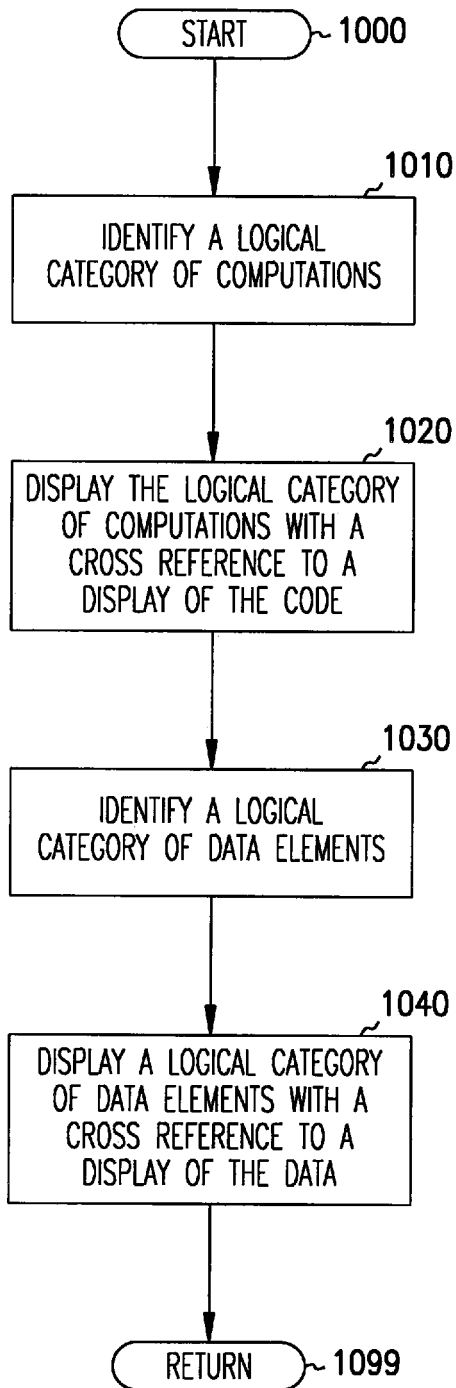 START
1000
1010
IDENTIFY A LOGICAL
CATEGORY OF COMPUTATIONS
1020
DISPLAY THE LOGICAL CATEGORY
OF COMPUTATIONS WITH A
CROSS REFERENCE TO A
DISPLAY OF THE CODE
1030
IDENTIFY A LOGICAL
CATEGORY OF DATA ELEMENTS
1040
DISPLAY A LOGICAL CATEGORY
OF DATA ELEMENTS WITH A
CROSS REFERENCE TO A
DISPLAY OF THE DATA
RETURN
1099